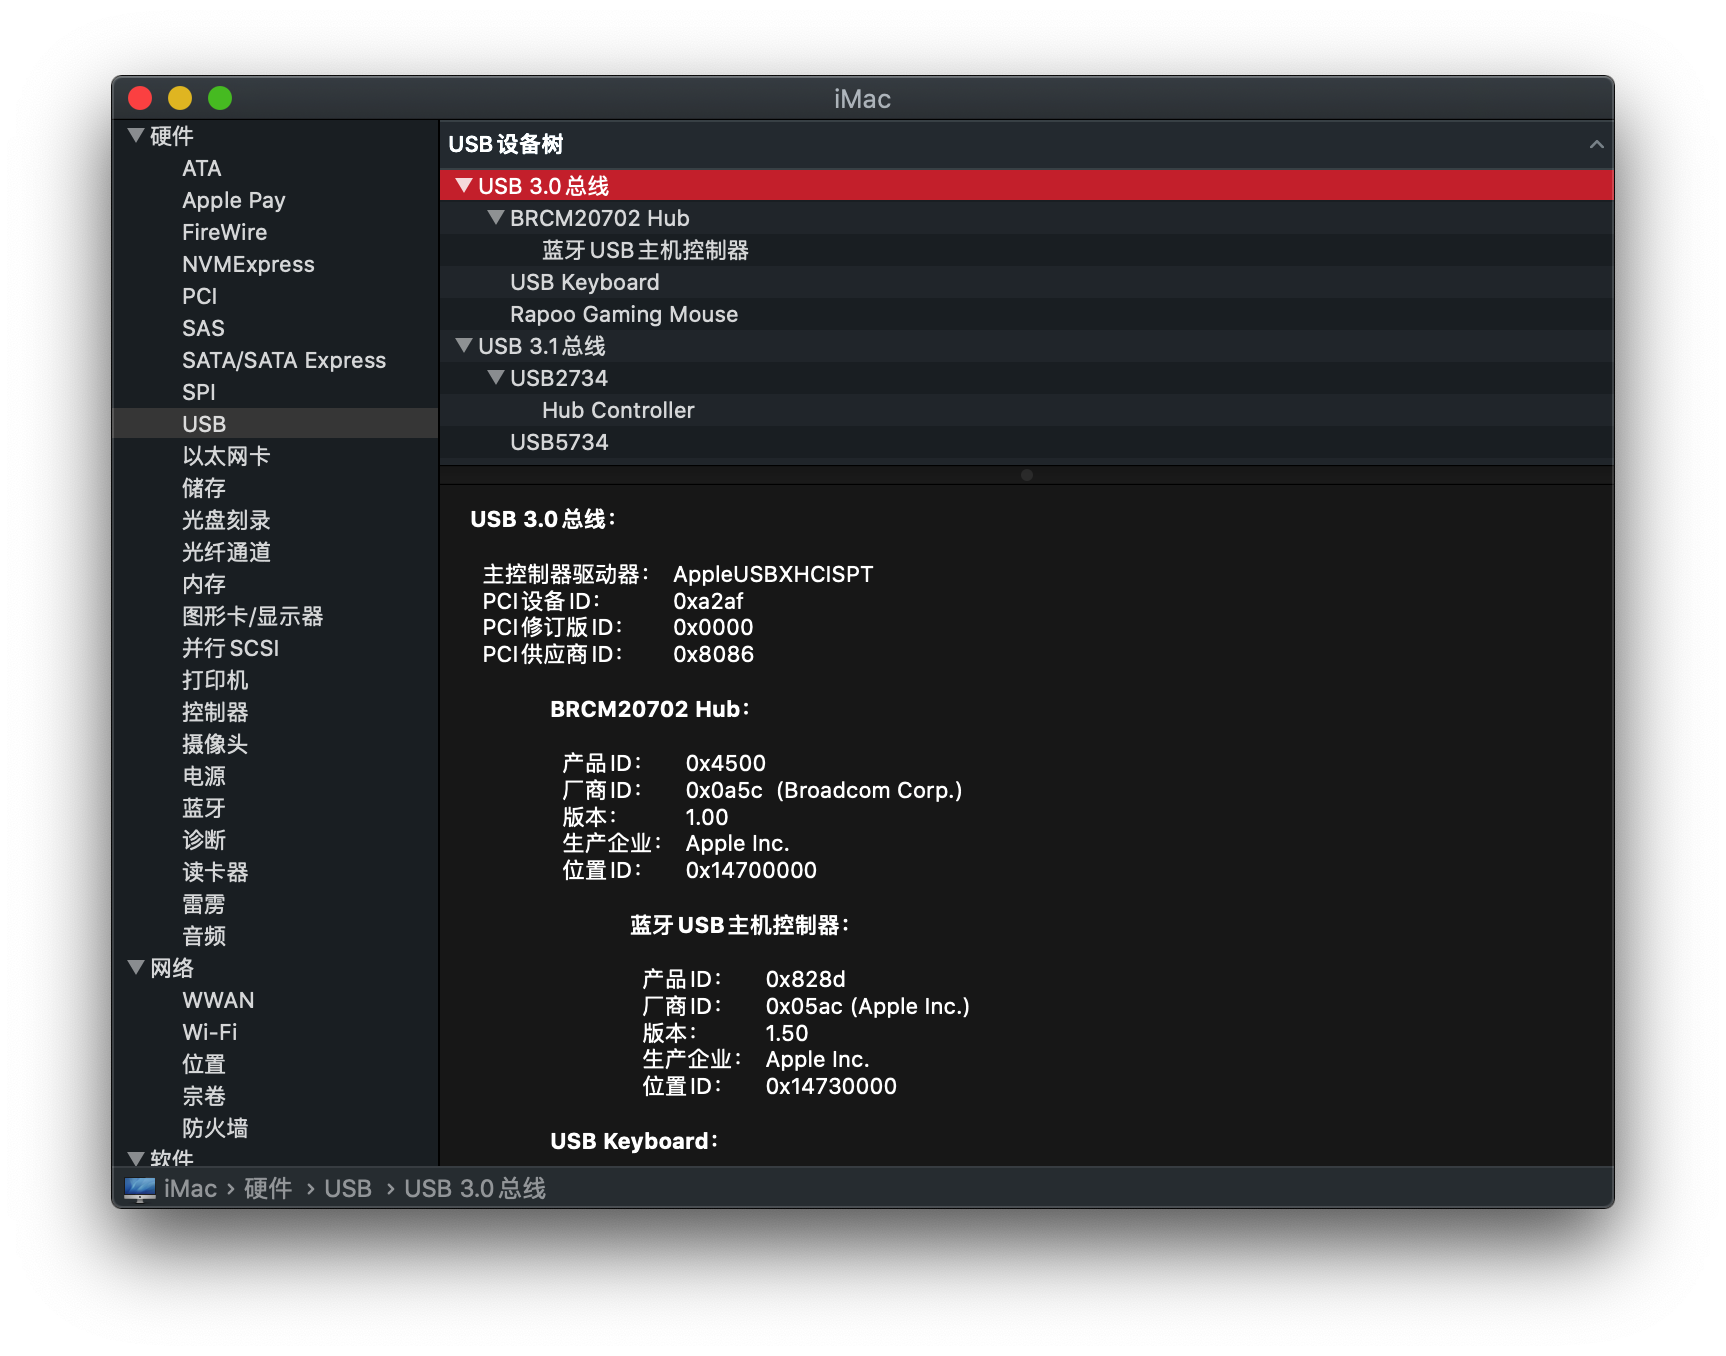 iMac
硬件
ATA
Apple Pay
FireWire
NVMExpress
PCI
SAS
SATA/SATA Express
SPI
USB
以太网卡
储存
光盘刻录
光纤通道
内存
图形卡/显示器
并行 SCSI
打印机
控制器
摄像头
电源
蓝牙
诊断
读卡器
雷雳
音频
网络
WWAN
Wi-Fi
位置
宗卷
防火墙
软件
USB 设备树
USB 3.0 总线
BRCM20702 Hub
蓝牙 USB 主机控制器
USB Keyboard
Rapoo Gaming Mouse
USB 3.1 总线
USB2734
Hub Controller
USB5734
USB 3.0 总线：
主控制器驱动器： AppleUSBXHCISPT
PCI 设备 ID： 0xa2af
PCI 修订版 ID： 0x0000
PCI 供应商 ID： 0x8086
BRCM20702 Hub：
产品 ID： 0x4500
厂商 ID： 0x0a5c (Broadcom Corp.)
版本： 1.00
生产企业： Apple Inc.
位置 ID： 0x14700000
蓝牙 USB 主机控制器：
产品 ID： 0x828d
厂商 ID： 0x05ac (Apple Inc.)
版本： 1.50
生产企业： Apple Inc.
位置 ID： 0x14730000
USB Keyboard：
iMac › 硬件 › USB › USB 3.0 总线